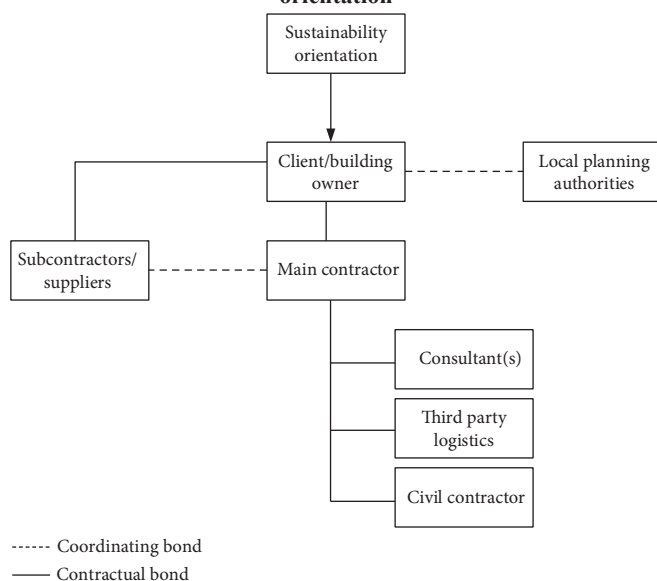 orientation
Sustainability
orientation
Client/building
owner
Local planning
authorities
Subcontractors/
suppliers
Main contractor
Consultant(s)
Third party
logistics
Civil contractor
Coordinating bond
Contractual bond